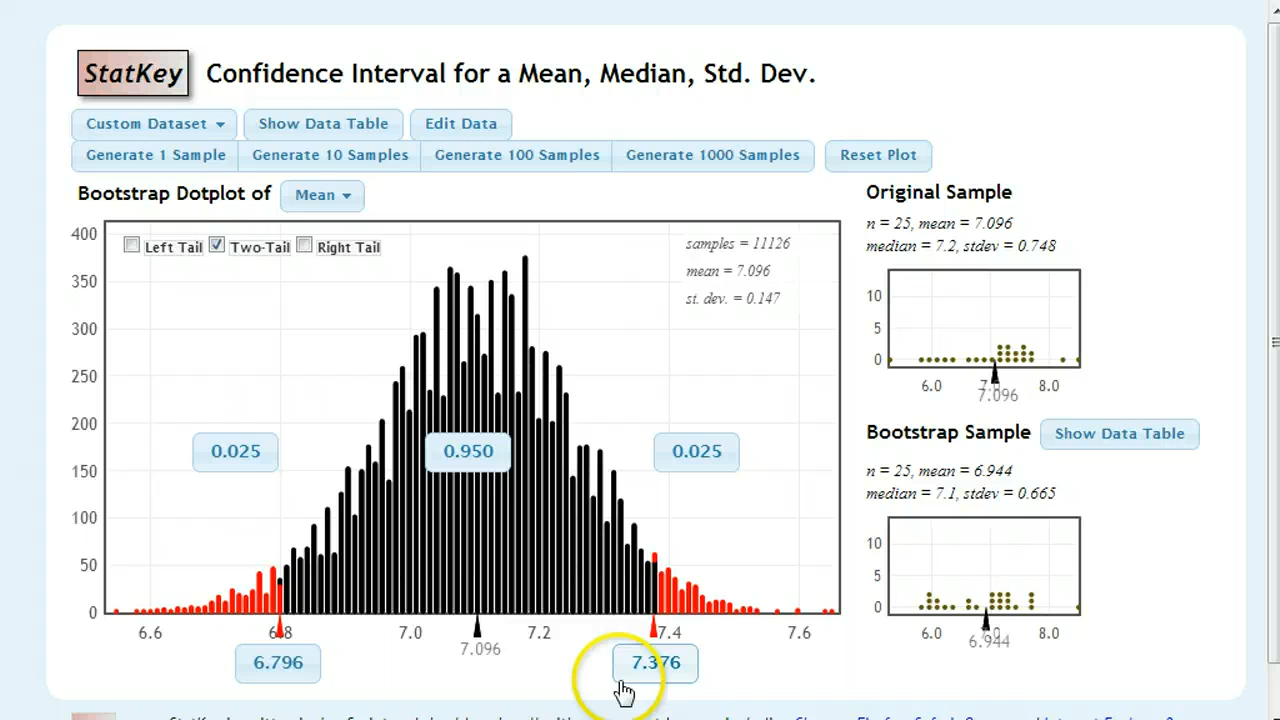 StatKey Confidence Interval for a Mean, Median, Std. Dev.
Custom Dataset Show Data Table Edit Data
Generate 1 Sample Generate 10 Samples Generate 100 Samples Generate 1000 Samples Reset Plot
Bootstrap Dotplot of Mean
Left Tail Two-Tail Right Tail
samples = 11126
mean = 7.096
st. dev. = 0.147
400
350
300
250
200
150
100
50
0
0.025 0.950 0.025
6.6 6.8 7.0 7.2 7.4 7.6
7.096
6.796 7.376
Original Sample
n = 25, mean = 7.096
median = 7.2, stdev = 0.748
10
5
0
6.0 7.0 8.0
7.096
Bootstrap Sample Show Data Table
n = 25, mean = 6.944
median = 7.1, stdev = 0.665
10
5
0
6.0 7.0 8.0
6.944